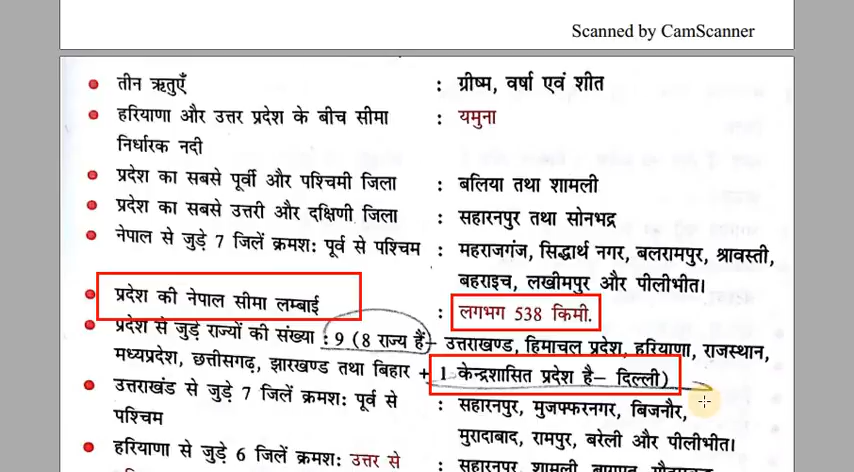 Scanned by CamScanner
तीन ऋतुएँ : ग्रीष्म, वर्षा एवं शीत
हरियाणा और उत्तर प्रदेश के बीच सीमा : यमुना
निर्धारक नदी
प्रदेश का सबसे पूर्वी और पश्चिमी जिला : बलिया तथा शामली
प्रदेश का सबसे उत्तरी और दक्षिणी जिला : सहारनपुर तथा सोनभद्र
नेपाल से जुड़े 7 जिलें क्रमश: पूर्व से पश्चिम : महराजगंज, सिद्धार्थ नगर, बलरामपुर, श्रावस्ती,
बहराइच, लखीमपुर और पीलीभीत।
प्रदेश की नेपाल सीमा लम्बाई : लगभग 538 किमी.
प्रदेश से जुड़े राज्यों की संख्या : 9 (8 राज्य हैं– उत्तराखण्ड, हिमाचल प्रदेश, हरियाणा, राजस्थान,
मध्यप्रदेश, छत्तीसगढ़, झारखण्ड तथा बिहार + 1 केन्द्रशासित प्रदेश है– दिल्ली)
उत्तराखंड से जुड़े 7 जिलें क्रमश: पूर्व से : सहारनपुर, मुजफ्फरनगर, बिजनौर,
पश्चिम मुरादाबाद, रामपुर, बरेली और पीलीभीत।
हरियाणा से जुड़े 6 जिलें क्रमश: उत्तर से : सहारनपुर, शामली,